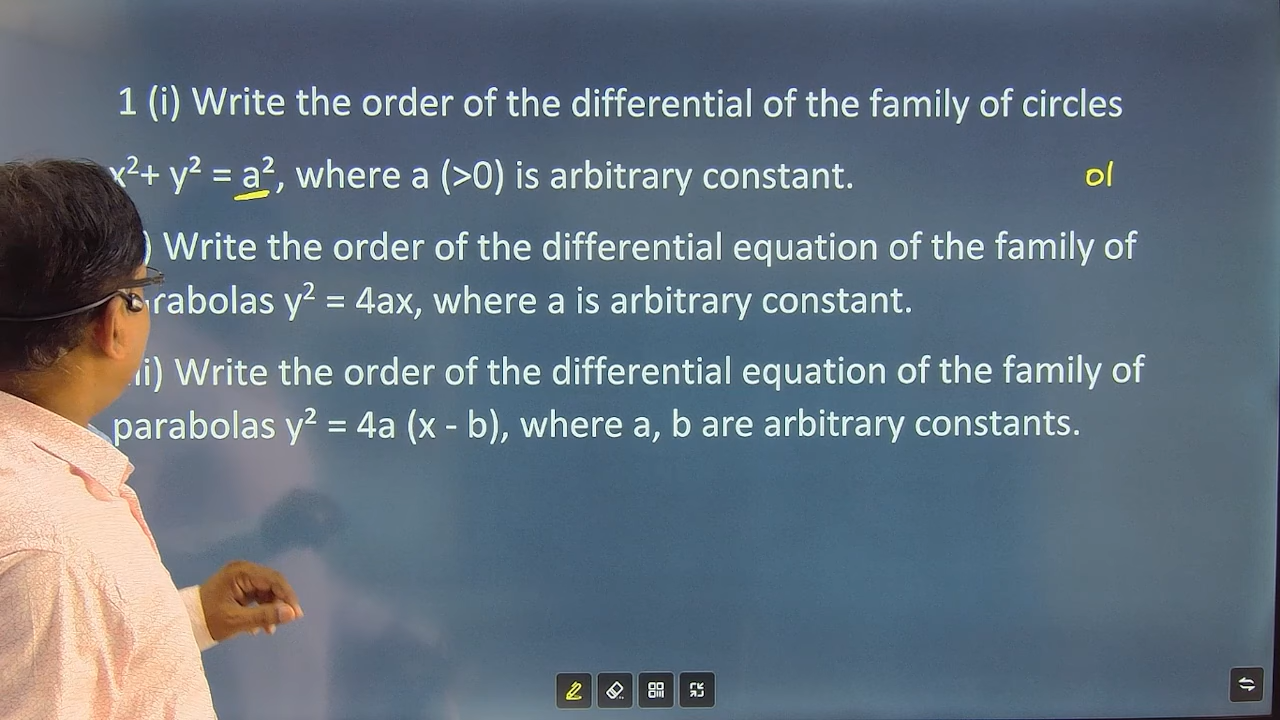 1 (i) Write the order of the differential of the family of circles
x²+ y² = a², where a (>0) is arbitrary constant.
01
) Write the order of the differential equation of the family of
rabolas y² = 4ax, where a is arbitrary constant.
ii) Write the order of the differential equation of the family of
parabolas y² = 4a (x - b), where a, b are arbitrary constants.